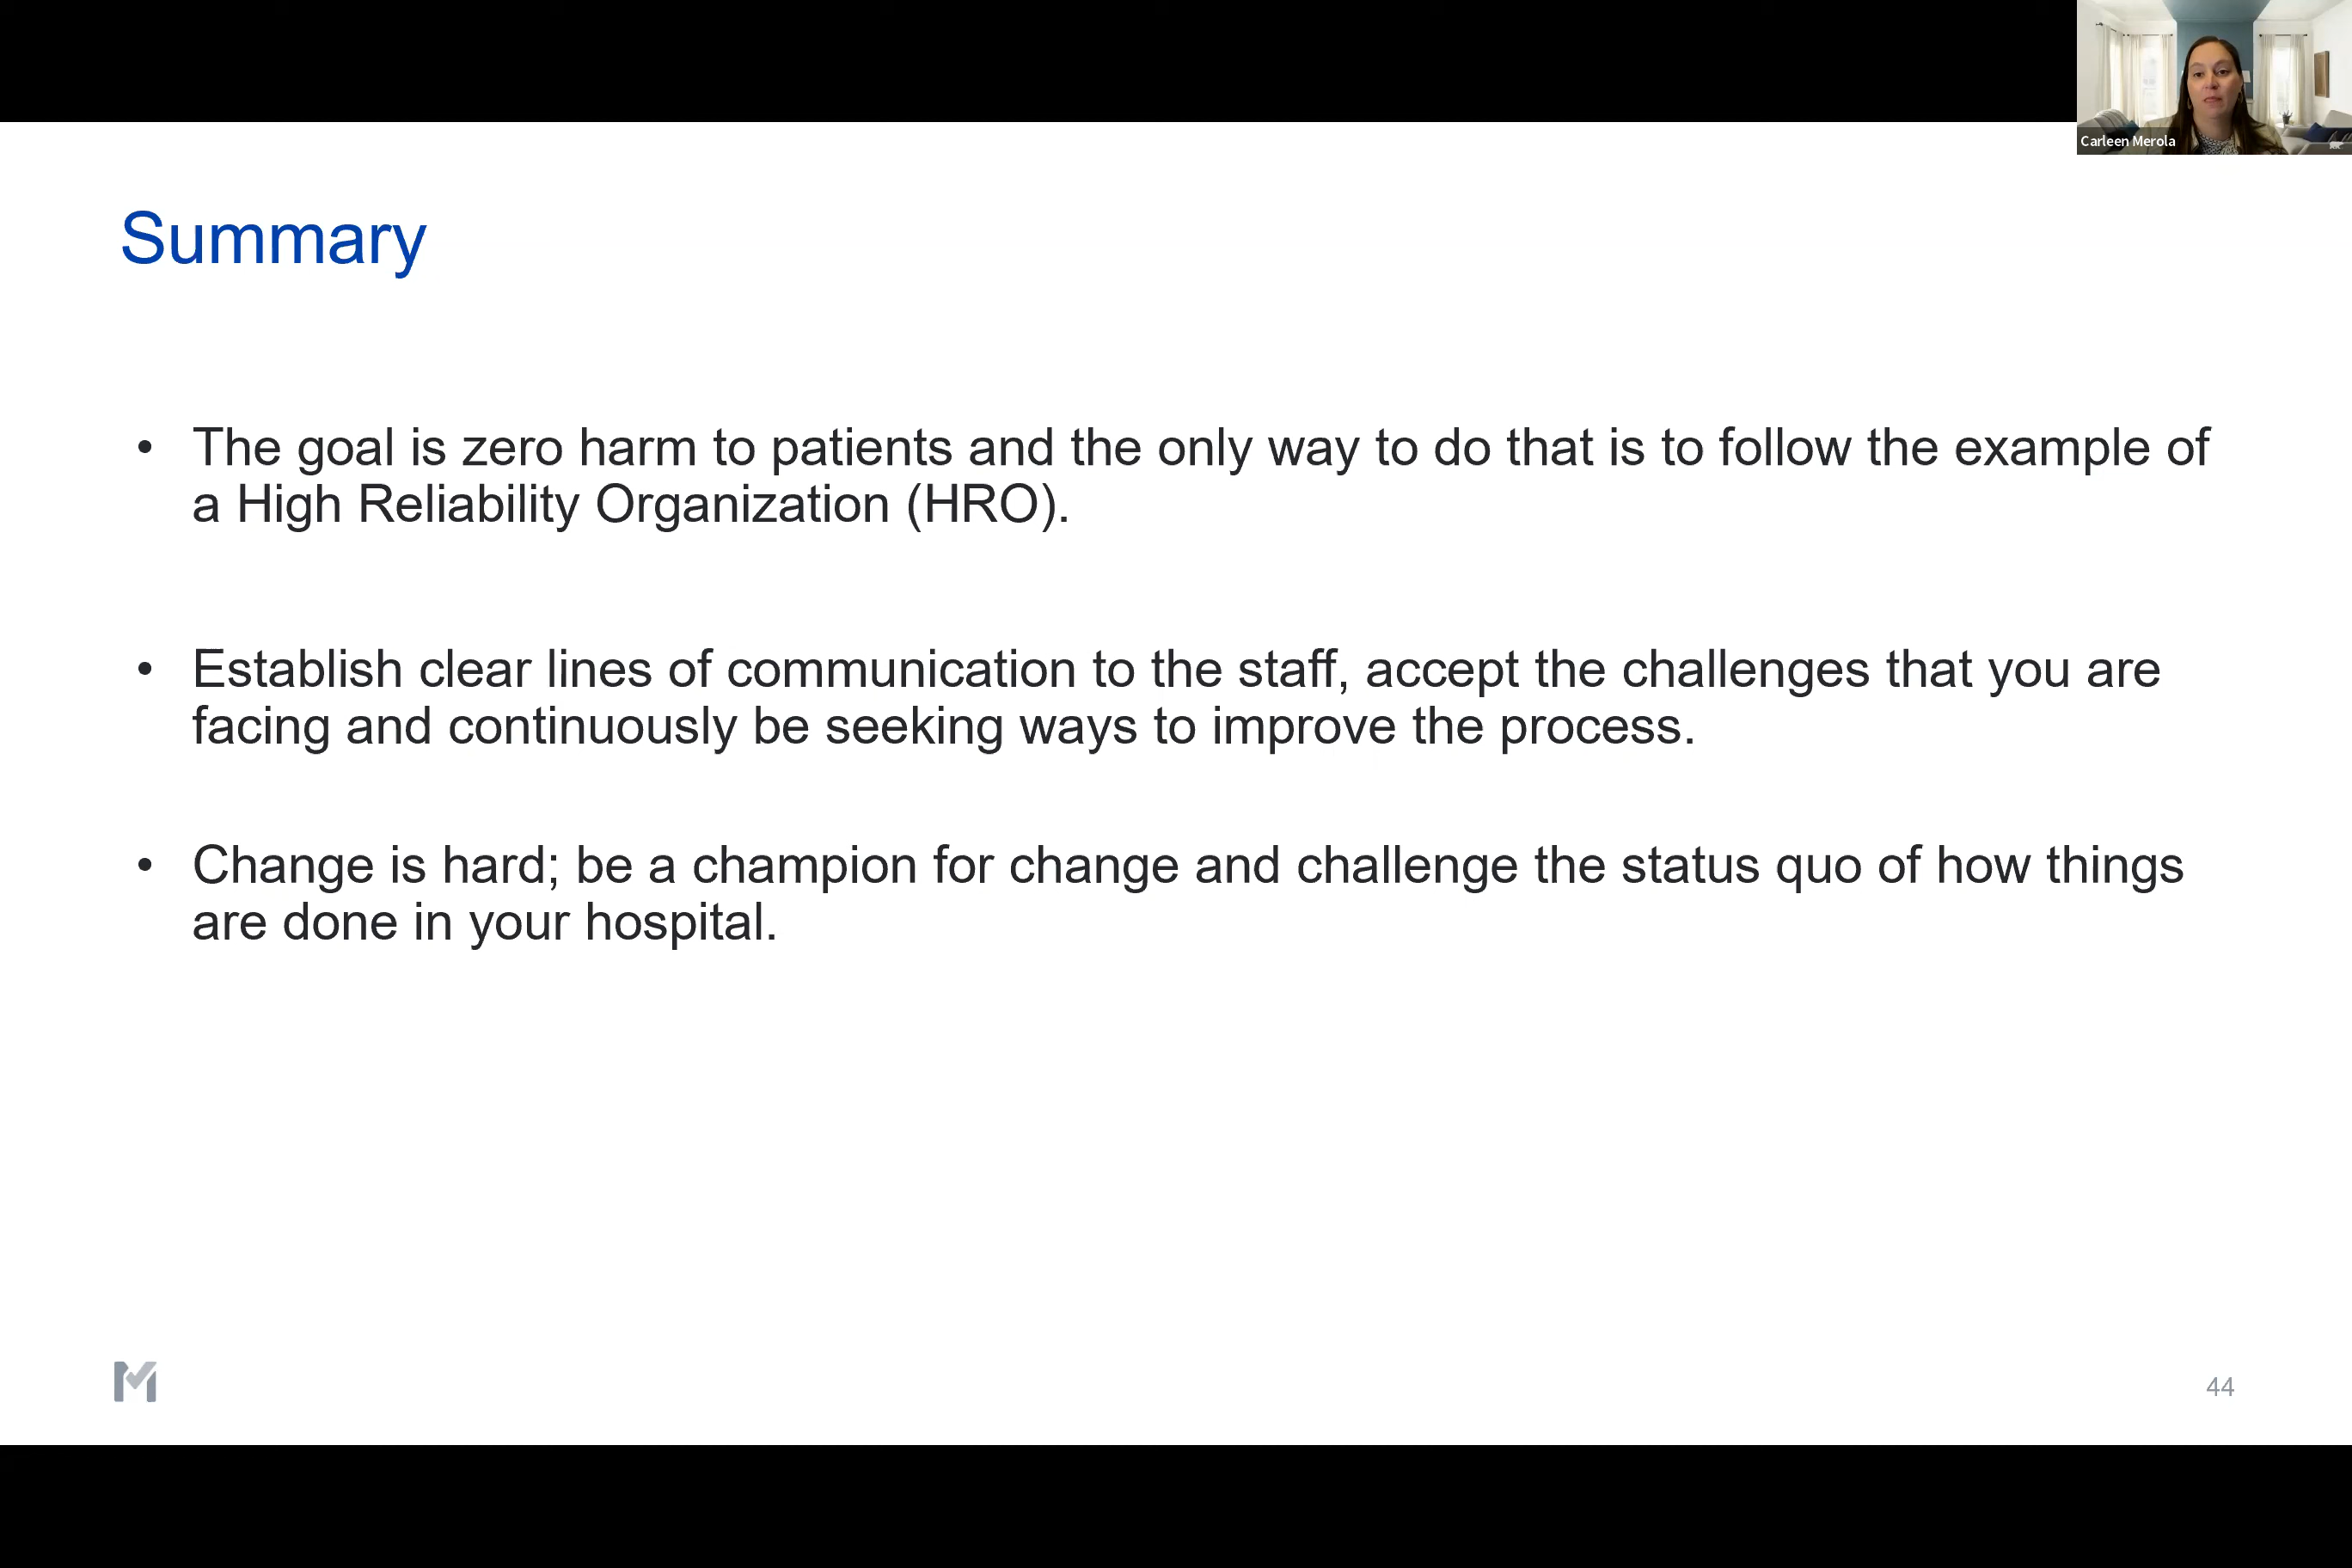 Carleen Merola
Summary
• The goal is zero harm to patients and the only way to do that is to follow the example of
a High Reliability Organization (HRO).
• Establish clear lines of communication to the staff, accept the challenges that you are
facing and continuously be seeking ways to improve the process.
• Change is hard; be a champion for change and challenge the status quo of how things
are done in your hospital.
44